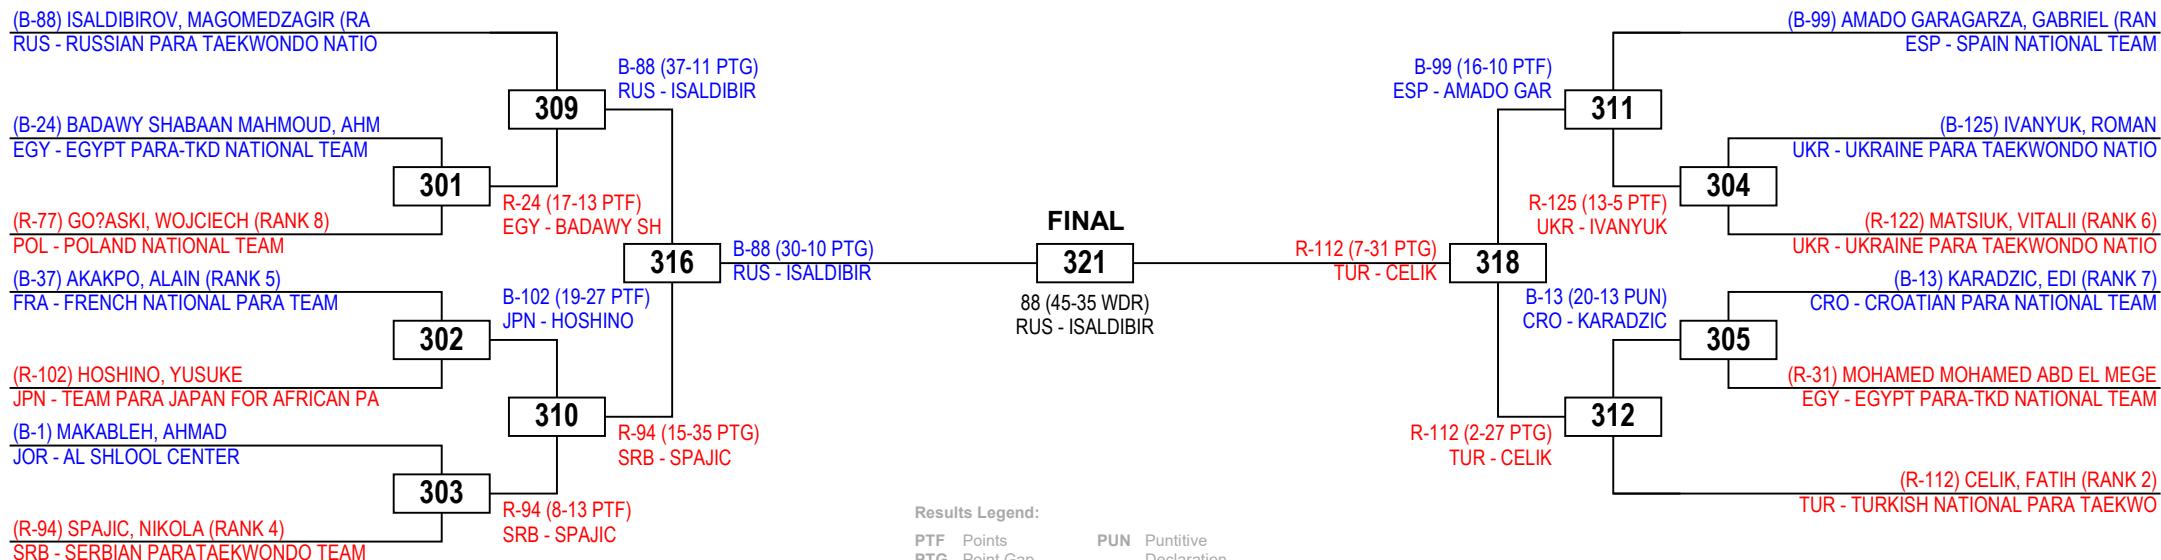 (B-88) ISALDIBIROV, MAGOMEDZAGIR (RA
RUS - RUSSIAN PARA TAEKWONDO NATIO
B-88 (37-11 PTG)
RUS - ISALDIBIR
309
(B-24) BADAWY SHABAAN MAHMOUD, AHM
EGY - EGYPT PARA-TKD NATIONAL TEAM
301
R-24 (17-13 PTF)
EGY - BADAWY SH
(R-77) GO?ASKI, WOJCIECH (RANK 8)
POL - POLAND NATIONAL TEAM
316
B-88 (30-10 PTG)
RUS - ISALDIBIR
(B-37) AKAKPO, ALAIN (RANK 5)
FRA - FRENCH NATIONAL PARA TEAM
302
B-102 (19-27 PTF)
JPN - HOSHINO
(R-102) HOSHINO, YUSUKE
JPN - TEAM PARA JAPAN FOR AFRICAN PA
310
R-94 (15-35 PTG)
SRB - SPAJIC
(B-1) MAKABLEH, AHMAD
JOR - AL SHLOOL CENTER
303
R-94 (8-13 PTF)
SRB - SPAJIC
(R-94) SPAJIC, NIKOLA (RANK 4)
SRB - SERBIAN PARATAEKWONDO TEAM
FINAL
321
88 (45-35 WDR)
RUS - ISALDIBIR
(B-99) AMADO GARAGARZA, GABRIEL (RAN
ESP - SPAIN NATIONAL TEAM
B-99 (16-10 PTF)
ESP - AMADO GAR
311
(B-125) IVANYUK, ROMAN
UKR - UKRAINE PARA TAEKWONDO NATIO
304
R-125 (13-5 PTF)
UKR - IVANYUK
(R-122) MATSIUK, VITALII (RANK 6)
UKR - UKRAINE PARA TAEKWONDO NATIO
R-112 (7-31 PTG)
TUR - CELIK
318
(B-13) KARADZIC, EDI (RANK 7)
CRO - CROATIAN PARA NATIONAL TEAM
B-13 (20-13 PUN)
CRO - KARADZIC
305
(R-31) MOHAMED MOHAMED ABD EL MEGE
EGY - EGYPT PARA-TKD NATIONAL TEAM
312
R-112 (2-27 PTG)
TUR - CELIK
(R-112) CELIK, FATIH (RANK 2)
TUR - TURKISH NATIONAL PARA TAEKWO
Results Legend:
PTF Points PUN Puntitive
PTG Point Gap Declaration